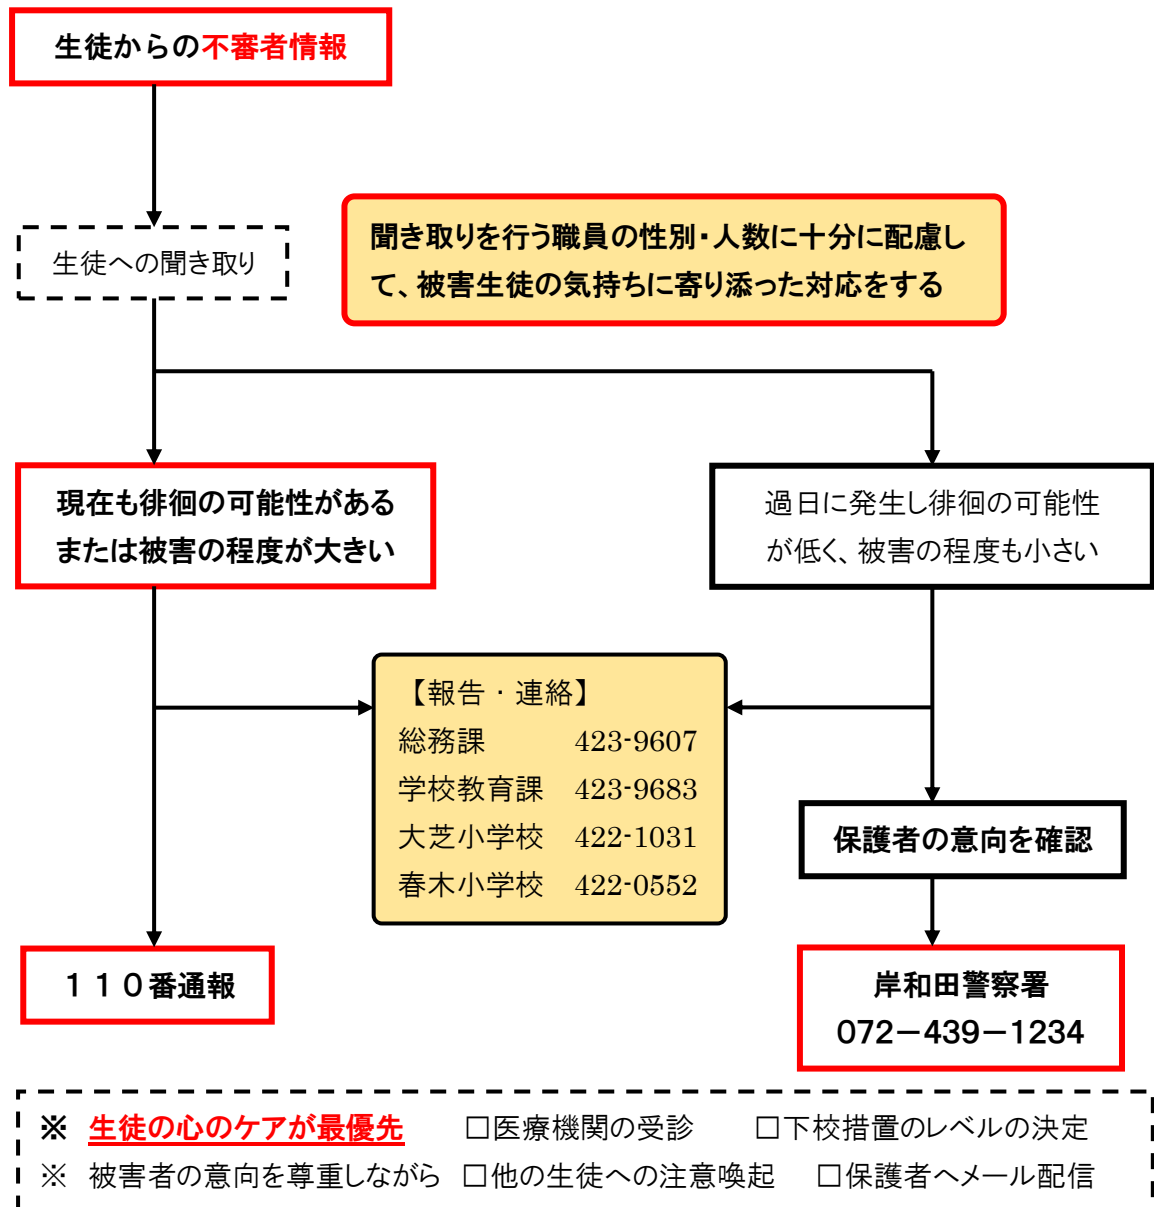 生徒からの不審者情報
生徒への聞き取り
聞き取りを行う職員の性別・人数に十分に配慮し
て、被害生徒の気持ちに寄り添った対応をする
現在も徘徊の可能性がある
または被害の程度が大きい
過日に発生し徘徊の可能性
が低く、被害の程度も小さい
【報告・連絡】
総務課 423-9607
学校教育課 423-9683
大芝小学校 422-1031
春木小学校 422-0552
保護者の意向を確認
１１０番通報
岸和田警察署
072－439－1234
※ 生徒の心のケアが最優先 □医療機関の受診 □下校措置のレベルの決定
※ 被害者の意向を尊重しながら □他の生徒への注意喚起 □保護者へメール配信